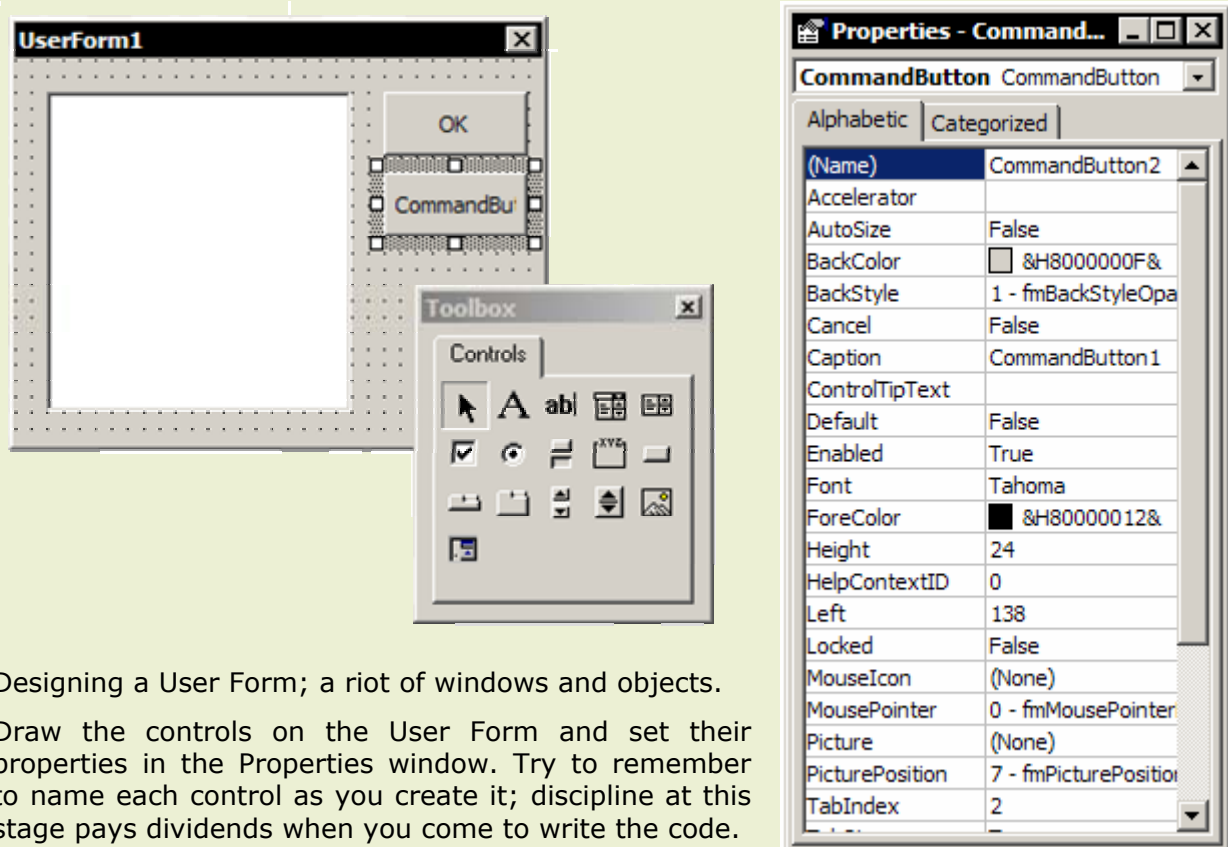 UserForm1
OK
CommandBu
Toolbox
Controls
A
ab
XYZ
Designing a User Form; a riot of windows and objects.
Draw the controls on the User Form and set their
properties in the Properties window. Try to remember
to name each control as you create it; discipline at this
stage pays dividends when you come to write the code.
Properties - Command...
CommandButton CommandButton
Alphabetic Categorized
(Name) CommandButton2
Accelerator
AutoSize False
BackColor &H8000000F&
BackStyle 1 - fmBackStyleOpa
Cancel False
Caption CommandButton1
ControlTipText
Default False
Enabled True
Font Tahoma
ForeColor &H80000012&
Height 24
HelpContextID 0
Left 138
Locked False
MouseIcon (None)
MousePointer 0 - fmMousePointer
Picture (None)
PicturePosition 7 - fmPicturePosition
TabIndex 2